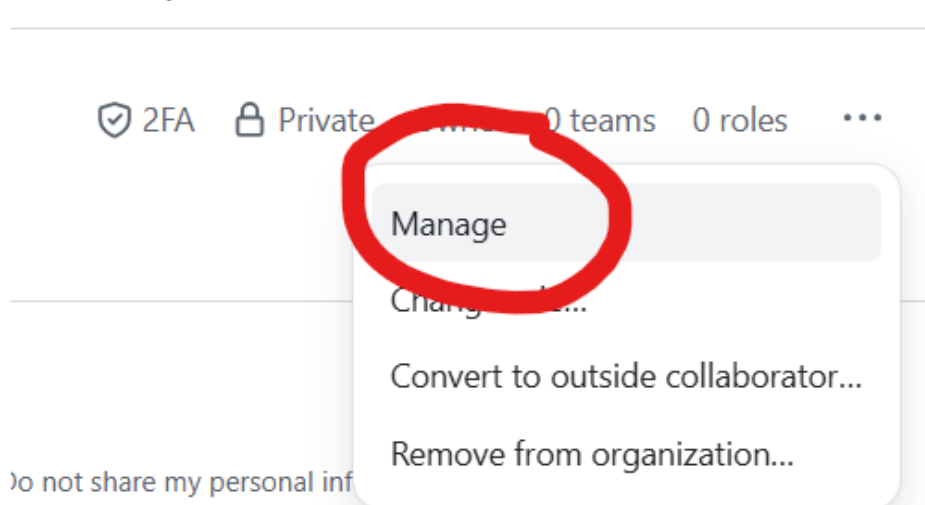 2FA Private 0 teams 0 roles ...
Manage
Convert to outside collaborator...
Remove from organization...
Do not share my personal inf